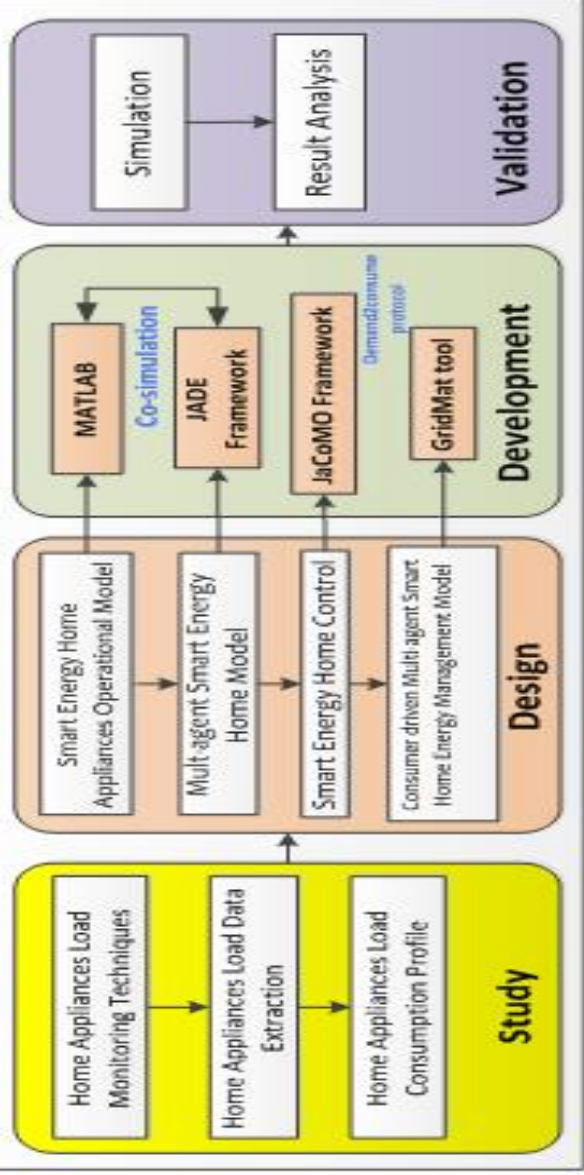 Home Appliances Load
Monitoring Techniques
Home Appliances Load Data
Extraction
Home Appliances Load
Consumption Profile
Study
Smart Energy Home
Appliances Operational Model
Mult-agent Smart Energy
Home Model
Smart Energy Home Control
Consumer driven Multi-agent Smart
Home Energy Management Model
Design
MATLAB
Co-simulation
JADE
Framework
JaCoMO Framework
Demand2consume
protocol
GridMat tool
Development
Simulation
Result Analysis
Validation